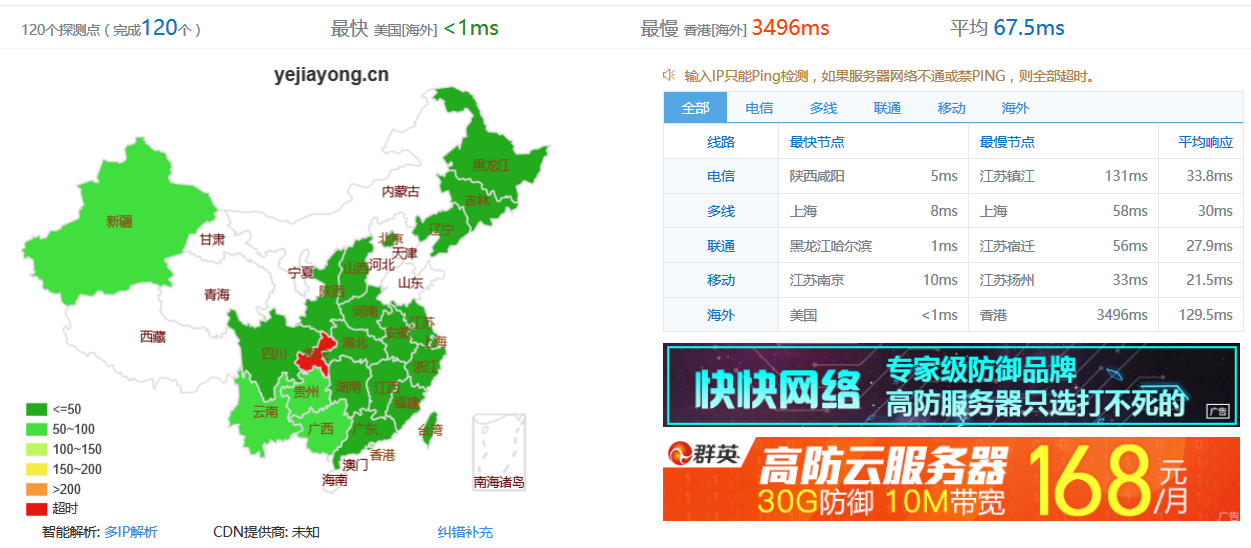 120个探测点（完成120个） 最快 美国[海外] <1ms 最慢 香港[海外] 3496ms 平均 67.5ms
yejiayong.cn
黑龙江
吉林
辽宁
内蒙古
新疆
甘肃
北京
天津
河北
山西
宁夏
山东
青海
陕西
河南
江苏
安徽
上海
西藏
四川
湖北
浙江
贵州
湖南
江西
云南
福建
广西
广东
台湾
香港
澳门
海南
南海诸岛
<=50
50~100
100~150
150~200
>200
超时
智能解析: 多IP解析 CDN提供商: 未知 纠错补充
输入IP只能Ping检测，如果服务器网络不通或禁PING，则全部超时。
全部 电信 多线 联通 移动 海外
线路 最快节点 最慢节点 平均响应
电信 陕西咸阳 5ms 江苏镇江 131ms 33.8ms
多线 上海 8ms 上海 58ms 30ms
联通 黑龙江哈尔滨 1ms 江苏宿迁 56ms 27.9ms
移动 江苏南京 10ms 江苏扬州 33ms 21.5ms
海外 美国 <1ms 香港 3496ms 129.5ms
快快网络
专家级防御品牌
高防服务器只选打不死的
广告
群英
高防云服务器
30G防御 10M带宽
168元/月
广告